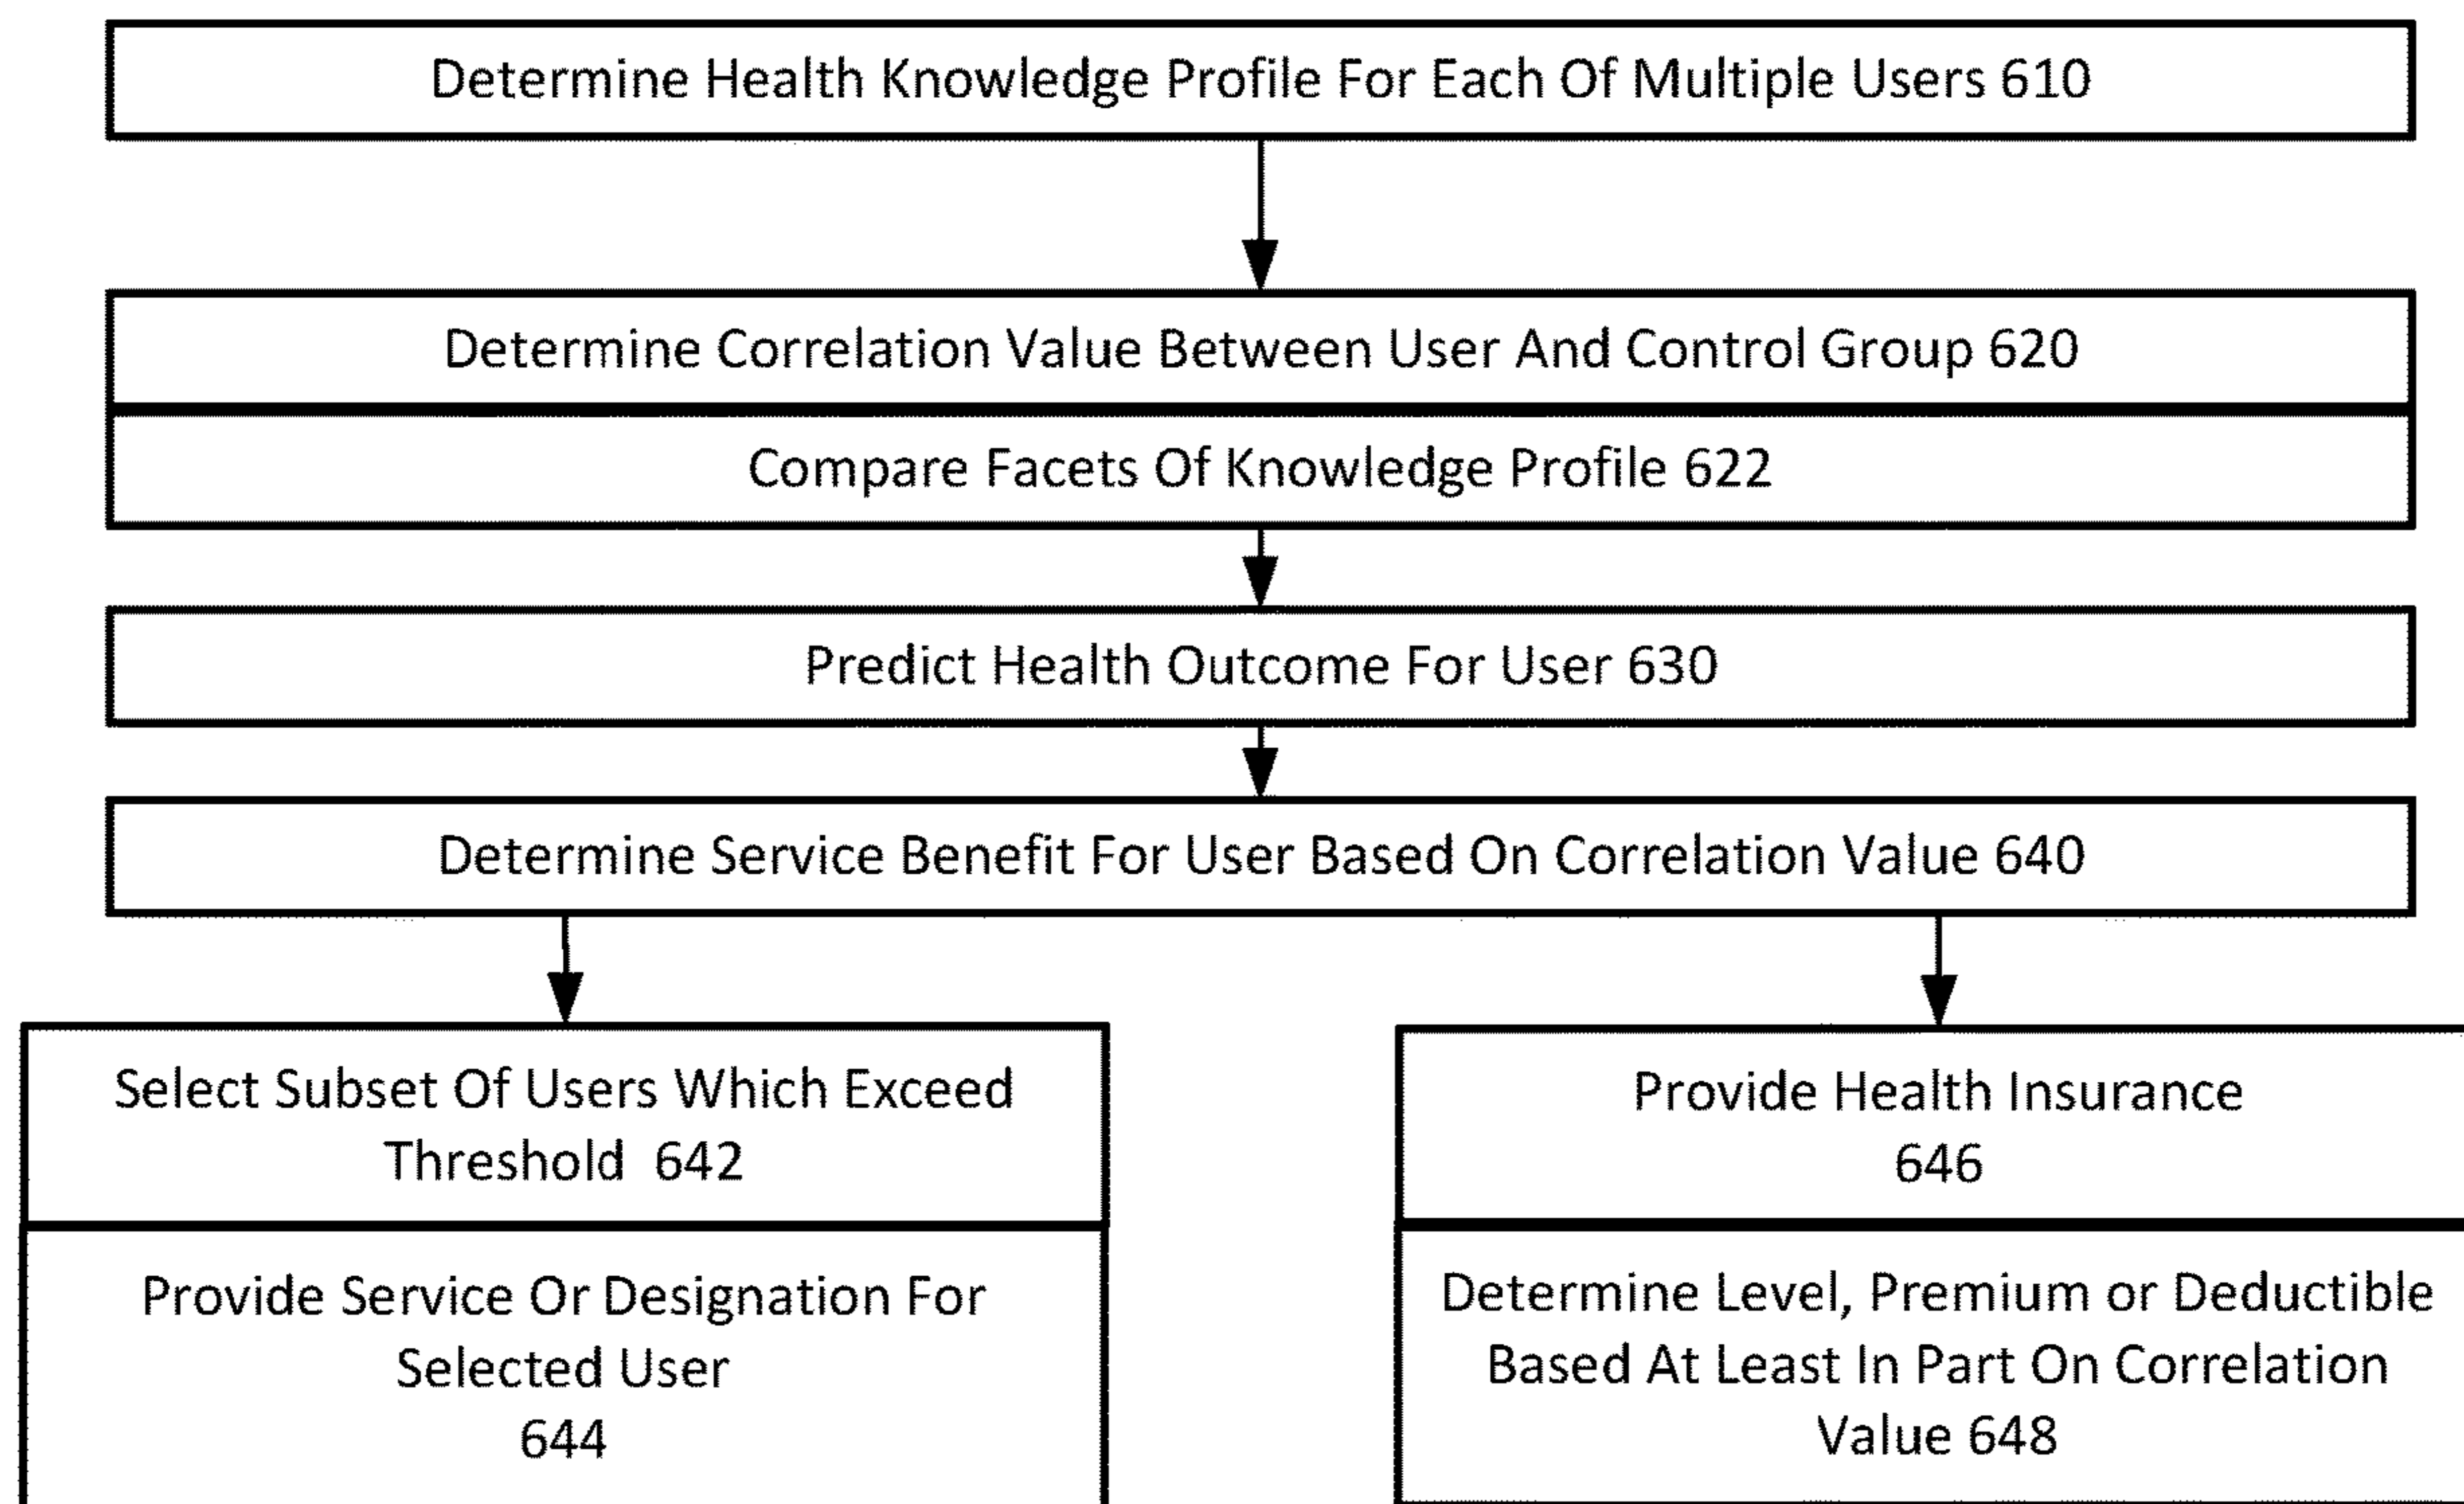 Determine Health Knowledge Profile For Each Of Multiple Users 610
Determine Correlation Value Between User And Control Group 620
Compare Facets Of Knowledge Profile 622
Predict Health Outcome For User 630
Determine Service Benefit For User Based On Correlation Value 640
Select Subset Of Users Which Exceed
Threshold 642
Provide Service Or Designation For
Selected User
644
Provide Health Insurance
646
Determine Level, Premium or Deductible
Based At Least In Part On Correlation
Value 648